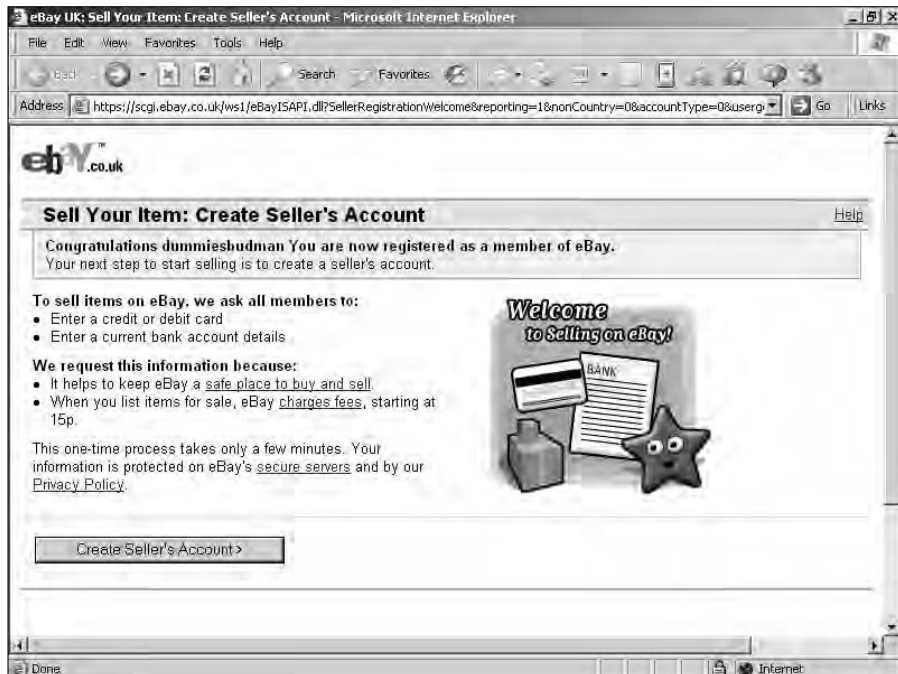 eBay UK: Sell Your Item: Create Seller's Account - Microsoft Internet Explorer
File Edit View Favorites Tools Help
Back Search Favorites
Address https://scgi.ebay.co.uk/ws1/eBayISAPI.dll?SellerRegistrationWelcome&reporting=1&nonCountry=0&accountType=0&userg Go Links
ebay.co.uk
Sell Your Item: Create Seller's Account Help
Congratulations dummiesbudman You are now registered as a member of eBay.
Your next step to start selling is to create a seller's account.
To sell items on eBay, we ask all members to:
• Enter a credit or debit card
• Enter a current bank account details
We request this information because:
• It helps to keep eBay a safe place to buy and sell.
• When you list items for sale, eBay charges fees, starting at
15p.
This one-time process takes only a few minutes. Your
information is protected on eBay's secure servers and by our
Privacy Policy.
Welcome
to Selling on eBay!
BANK
Create Seller's Account >
Done Internet